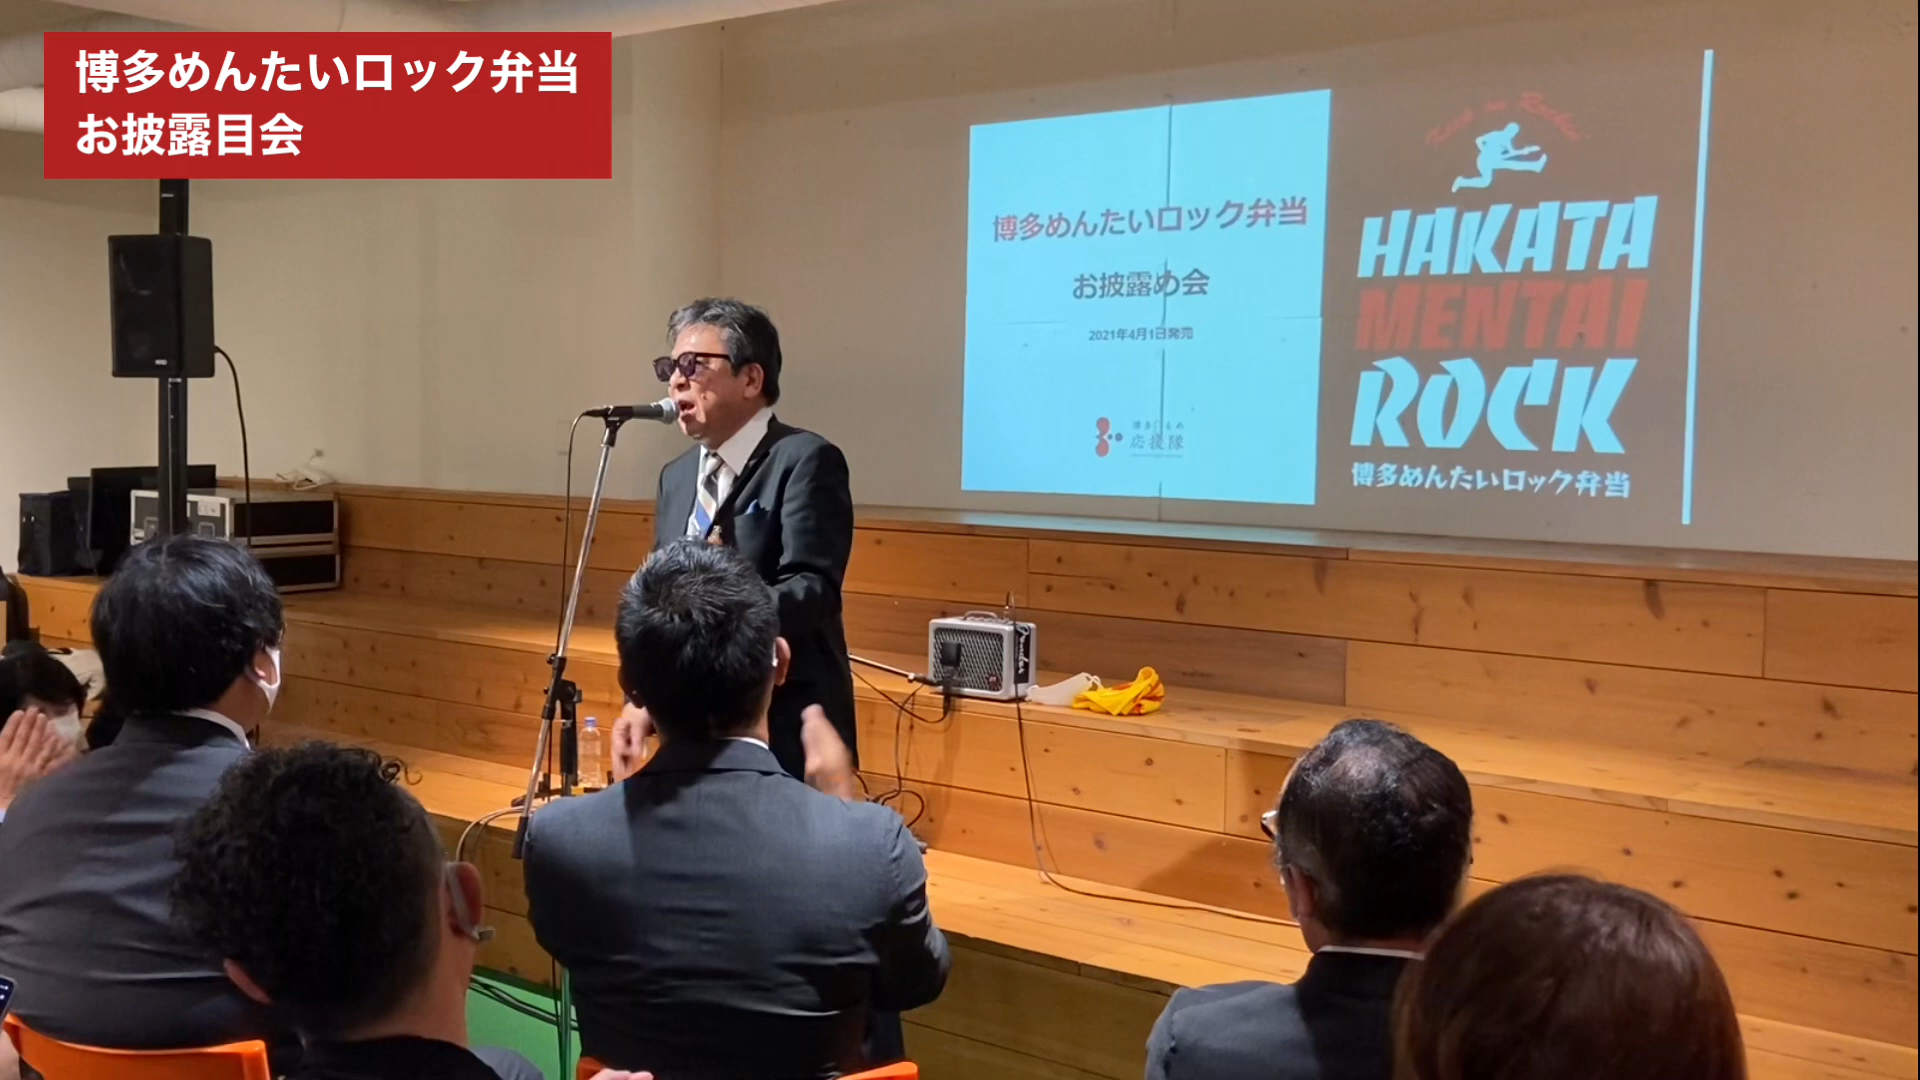 博多めんたいロック弁当
お披露目会
博多めんたいロック弁当
お披露め会
2021年4月1日発売
応援隊
HAKATA
MENTAI
ROCK
博多めんたいロック弁当
Fender